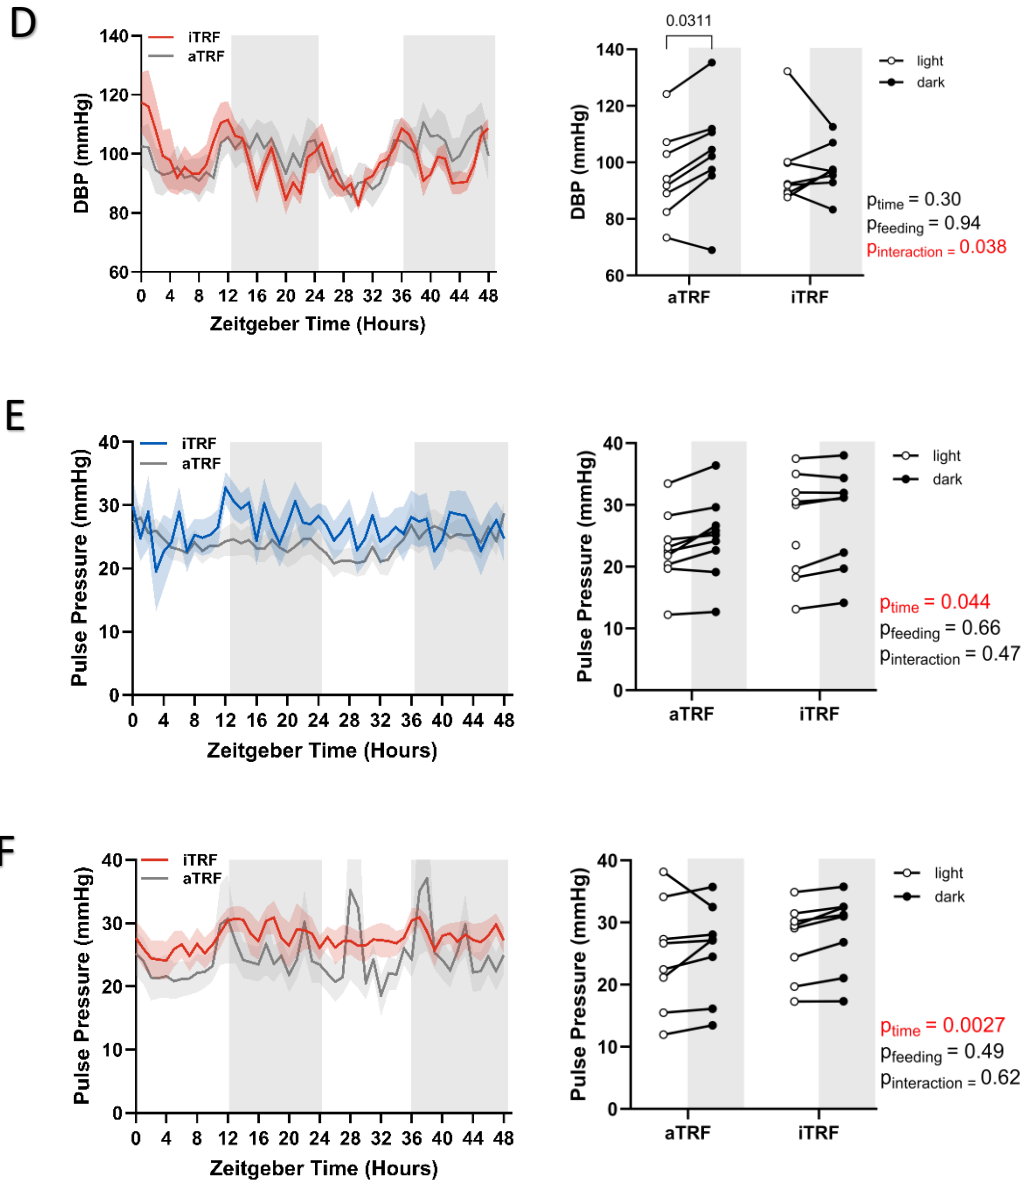 D
140
120
100
80
60
DBP (mmHg)
iTRF
aTRF
0 4 8 12 16 20 24 28 32 36 40 44 48
Zeitgeber Time (Hours)
0.0311
140
120
100
80
60
DBP (mmHg)
aTRF iTRF
light
dark
ptime = 0.30
pfeeding = 0.94
pinteraction = 0.038
E
40
30
20
10
0
Pulse Pressure (mmHg)
iTRF
aTRF
0 4 8 12 16 20 24 28 32 36 40 44 48
Zeitgeber Time (Hours)
40
30
20
10
0
Pulse Pressure (mmHg)
aTRF iTRF
light
dark
ptime = 0.044
pfeeding = 0.66
pinteraction = 0.47
F
40
30
20
10
0
Pulse Pressure (mmHg)
iTRF
aTRF
0 4 8 12 16 20 24 28 32 36 40 44 48
Zeitgeber Time (Hours)
40
30
20
10
0
Pulse Pressure (mmHg)
aTRF iTRF
light
dark
ptime = 0.0027
pfeeding = 0.49
pinteraction = 0.62